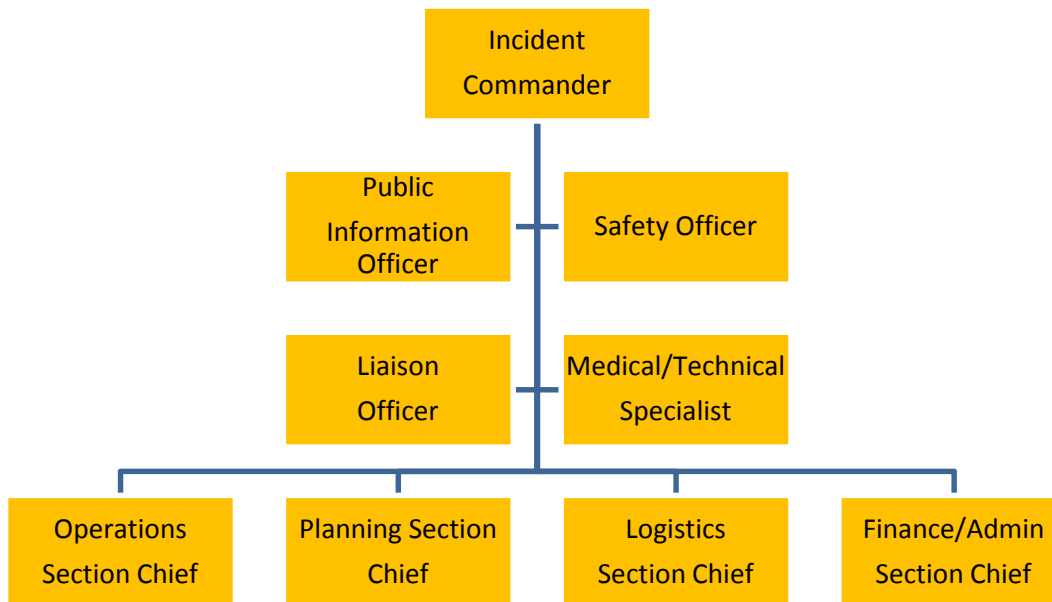 Incident
Commander
Public
Information
Officer
Safety Officer
Liaison
Officer
Medical/Technical
Specialist
Operations
Section Chief
Planning Section
Chief
Logistics
Section Chief
Finance/Admin
Section Chief